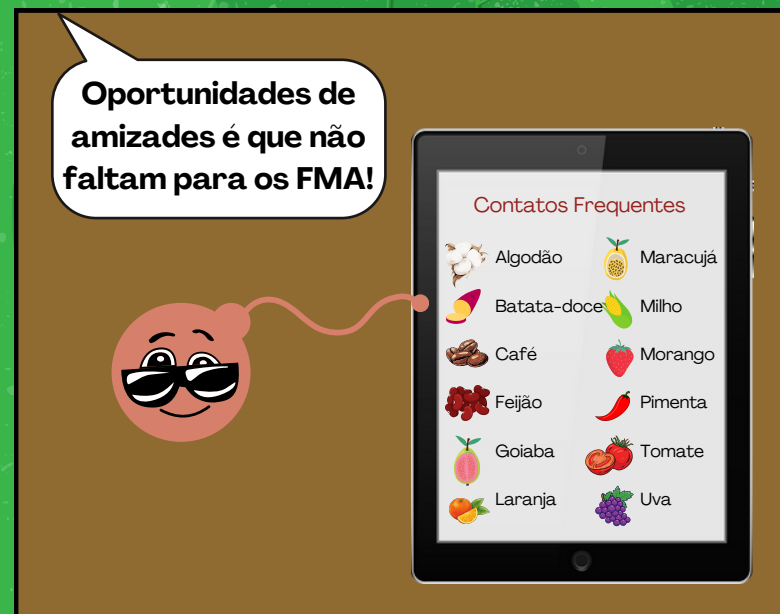 Oportunidades de
amizades é que não
faltam para os FMA!
Contatos Frequentes
Algodão
Maracujá
Batata-doce
Milho
Café
Morango
Feijão
Pimenta
Goiaba
Tomate
Laranja
Uva